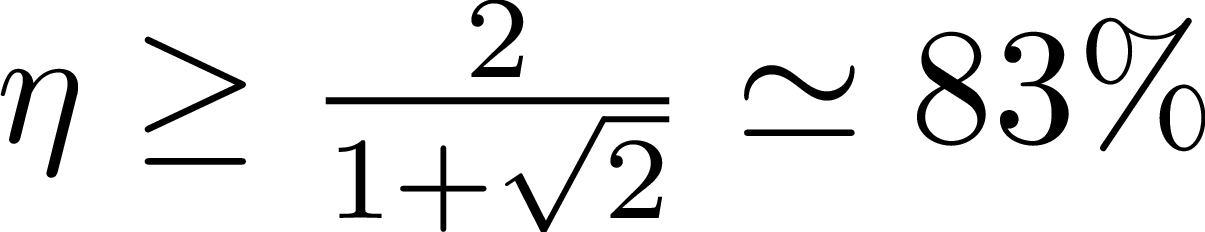 η ≥ 2/(1+√2) ≃ 83%